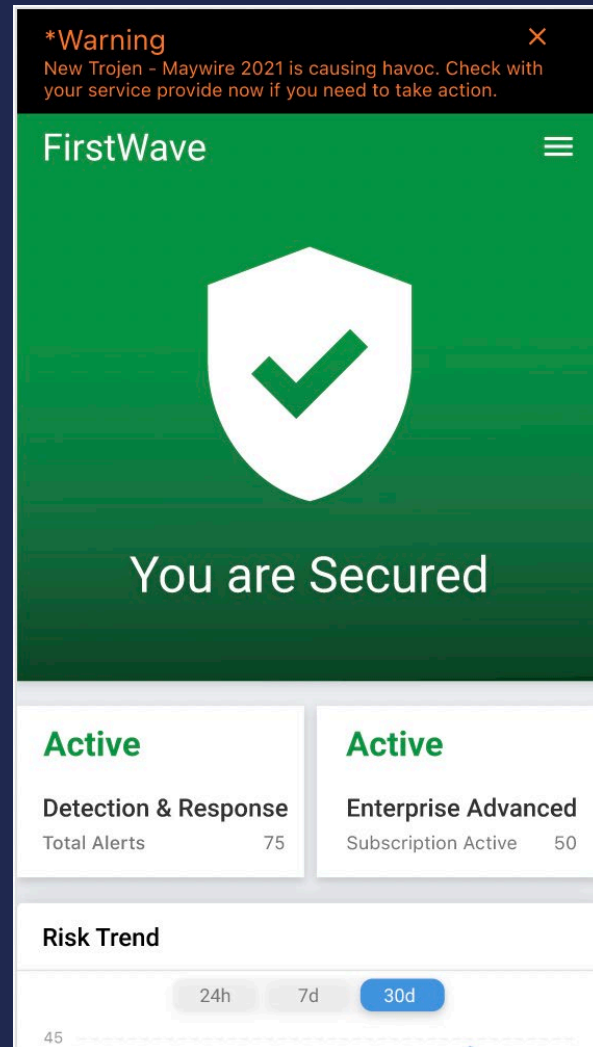 *Warning
New Trojen - Maywire 2021 is causing havoc. Check with
your service provide now if you need to take action.
FirstWave
You are Secured
Active
Detection & Response
Total Alerts 75
Active
Enterprise Advanced
Subscription Active 50
Risk Trend
24h 7d 30d
45